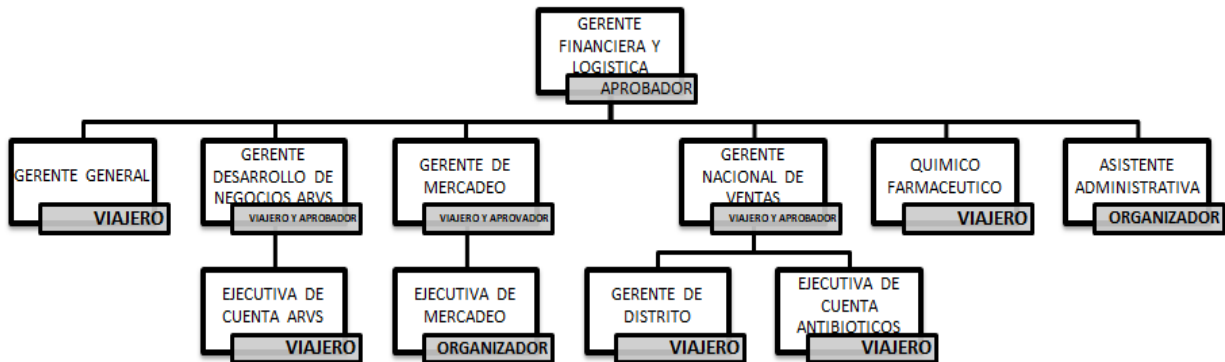 GERENTE
FINANCIERA Y
LOGISTICA
APROBADOR
GERENTE GENERAL
VIAJERO
GERENTE
DESARROLLO DE
NEGOCIOS ARVS
VIAJERO Y APROBADOR
GERENTE DE
MERCADEO
VIAJERO Y APROVADOR
GERENTE
NACIONAL DE
VENTAS
VIAJERO Y APROBADOR
QUIMICO
FARMACEUTICO
VIAJERO
ASISTENTE
ADMINISTRATIVA
ORGANIZADOR
EJECUTIVA DE
CUENTA ARVS
VIAJERO
EJECUTIVA DE
MERCADEO
ORGANIZADOR
GERENTE DE
DISTRITO
VIAJERO
EJECUTIVA DE
CUENTA
ANTIBIOTICOS
VIAJERO